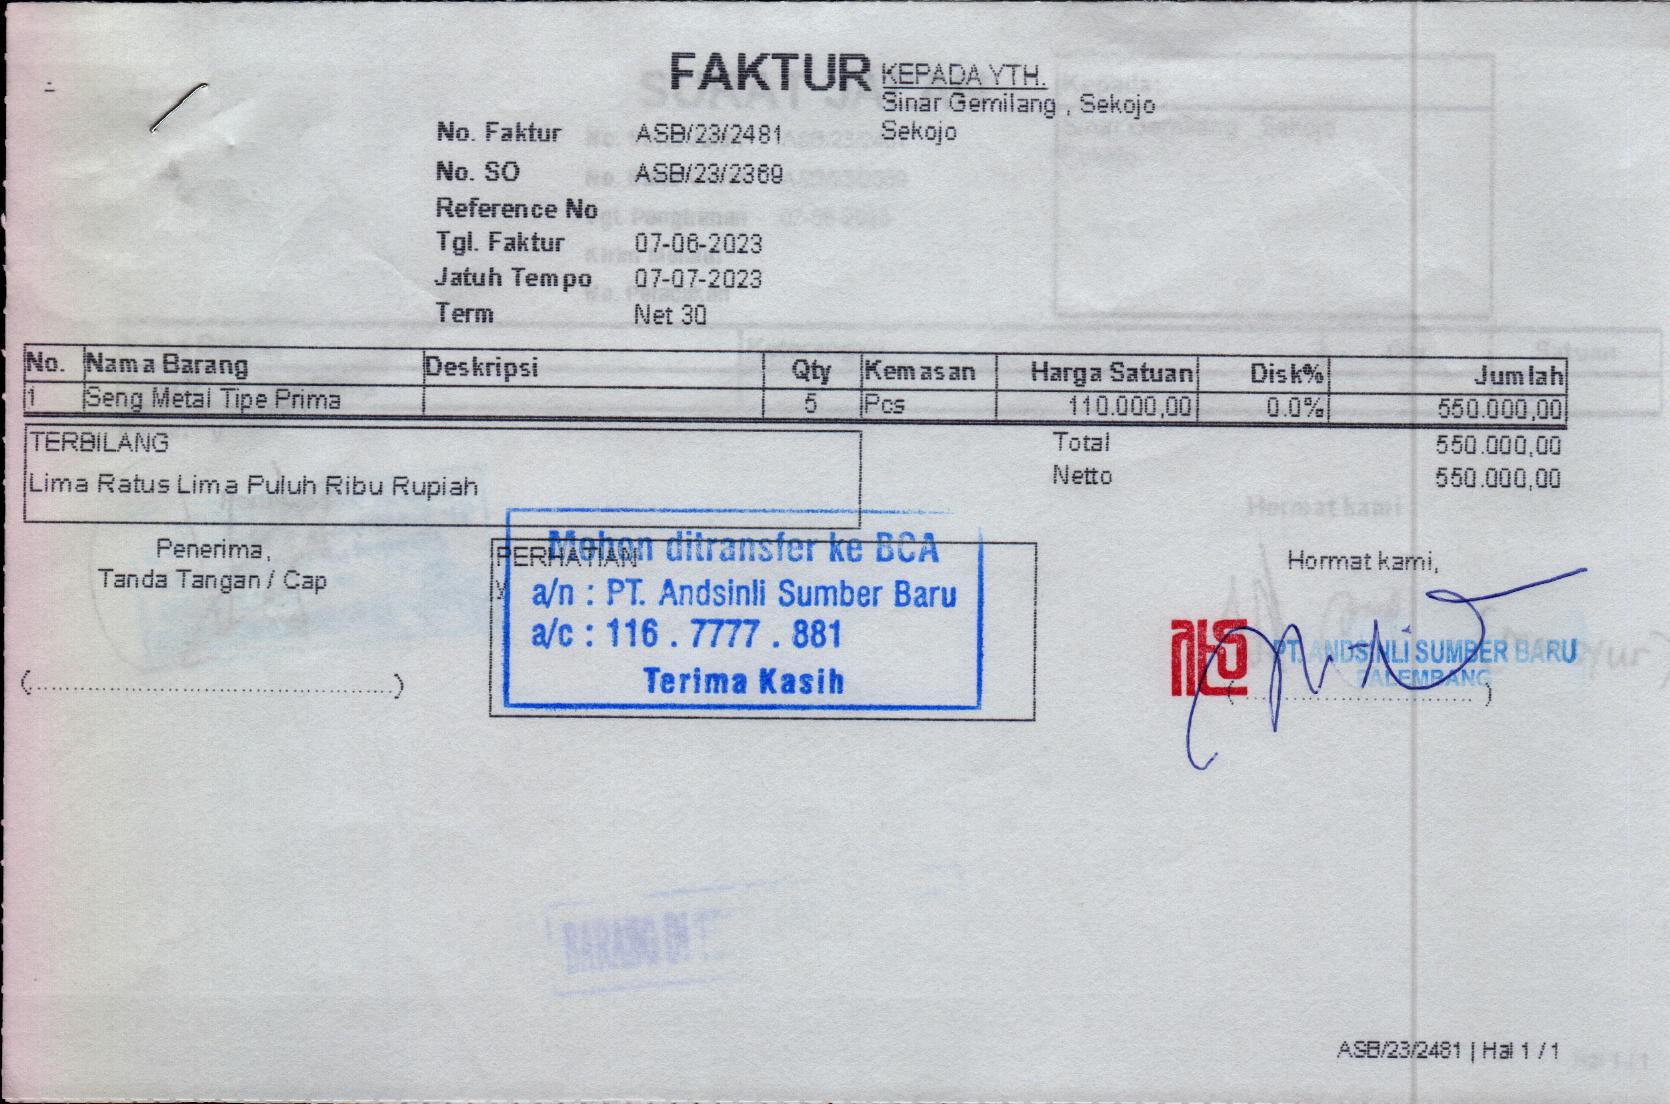 FAKTUR
KEPADA YTH.
Sinar Gemilang , Sekojo
Sekojo
No. Faktur ASB/23/2481
No. SO ASB/23/2369
Reference No
Tgl. Faktur 07-06-2023
Jatuh Tempo 07-07-2023
Term Net 30
No. Nama Barang Deskripsi Qty Kemasan Harga Satuan Disk% Jumlah
1 Seng Metal Tipe Prima 5 Pcs 110.000,00 0.0% 550.000,00
TERBILANG
Lima Ratus Lima Puluh Ribu Rupiah
Total 550.000,00
Netto 550.000,00
Penerima,
Tanda Tangan / Cap
(..........................................................)
PERHATIAN
y
Mohon ditransfer ke BCA
a/n : PT. Andsinli Sumber Baru
a/c : 116 . 7777 . 881
Terima Kasih
Hormat kami,
PT. ANDSINLI SUMBER BARU
PALEMBANG
(..........................................)
BARANG DI
ASB/23/2481 | Hal 1 / 1